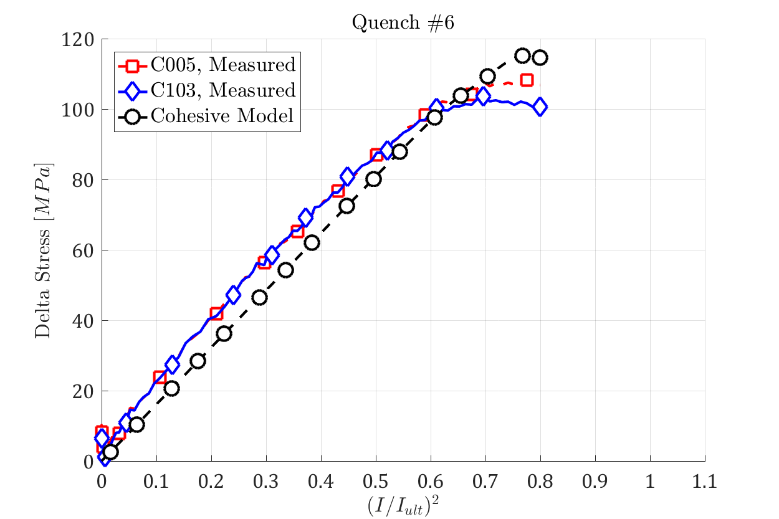 Quench #6
C005, Measured
C103, Measured
Cohesive Model
Delta Stress [MPa]
120
100
80
60
40
20
0
0 0.1 0.2 0.3 0.4 0.5 0.6 0.7 0.8 0.9 1 1.1
(I/I_ult)²